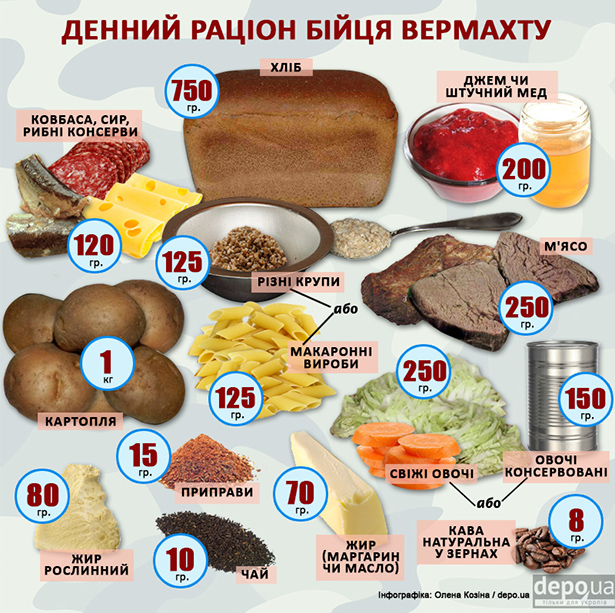 ДЕННИЙ РАЦІОН БІЙЦЯ ВЕРМАХТУ
ХЛІБ
750
гр.
ДЖЕМ ЧИ
ШТУЧНИЙ МЕД
200
гр.
КОВБАСА, СИР,
РИБНІ КОНСЕРВИ
120
гр.
125
гр.
РІЗНІ КРУПИ
або
МАКАРОННІ
ВИРОБИ
125
гр.
М'ЯСО
250
гр.
1
кг
КАРТОПЛЯ
250
гр.
СВІЖІ ОВОЧІ
або
150
гр.
ОВОЧІ
КОНСЕРВОВАНІ
15
гр.
ПРИПРАВИ
80
гр.
ЖИР
РОСЛИННИЙ
10
гр.
ЧАЙ
70
гр.
ЖИР
(МАРГАРИН
ЧИ МАСЛО)
КАВА
НАТУРАЛЬНА
У ЗЕРНАХ
8
гр.
Інфографіка: Олена Козіна / depo.ua
depo.ua
тільки для укропів